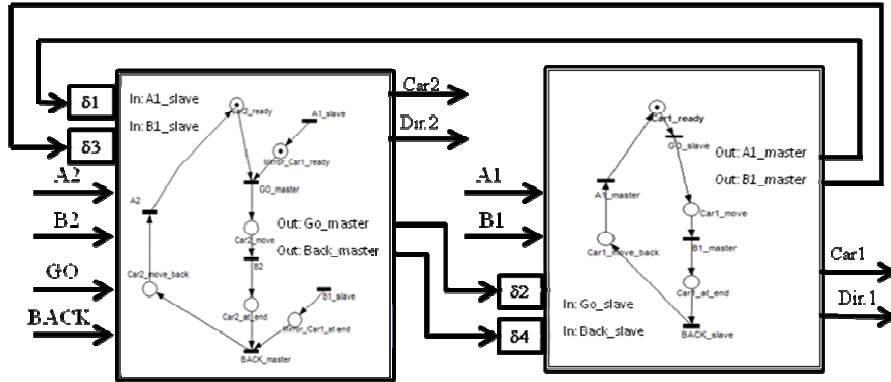 δ1
δ3
In: A1_slave
In: B1_slave
Car2_ready
A1_slave
Mirror_Car1_ready
GO_master
A2
Car2_move
B2
Car2_move_back
Car2_at_end
B1_slave
Mirror_Car1_at end
BACK_master
Out: Go_master
Out: Back_master
A2
B2
GO
BACK
Car2
Dir.2
A1
B1
δ2
δ4
In: Go_slave
In: Back_slave
Car1_ready
GO_slave
Out: A1_master
Out: B1_master
A1_master
Car1_move
Car1_move_back
B1_master
Car1_at_end
BACK_slave
Car1
Dir.1